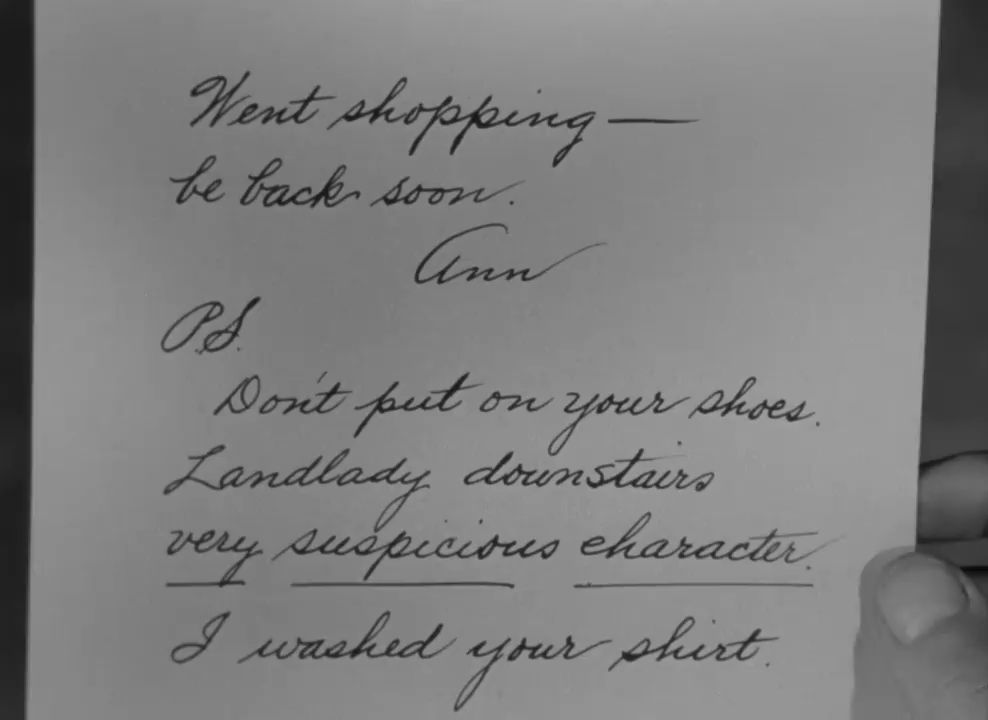 Went shopping —
be back soon.
Ann
P.S.
Don't put on your shoes.
Landlady downstairs
very suspicious character.
I washed your shirt.